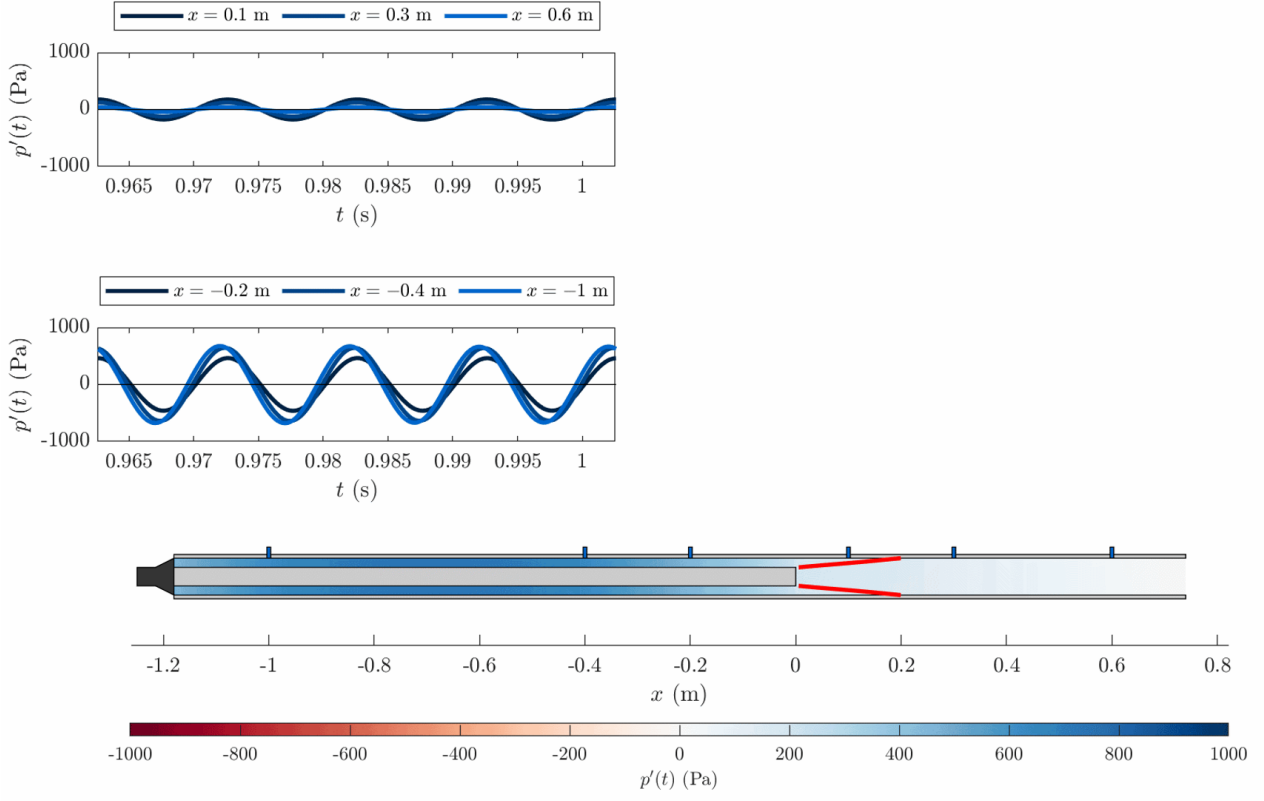 x = 0.1 m x = 0.3 m x = 0.6 m
1000
0
-1000
p′(t) (Pa)
0.965 0.97 0.975 0.98 0.985 0.99 0.995 1
t (s)
x = −0.2 m x = −0.4 m x = −1 m
1000
0
-1000
p′(t) (Pa)
0.965 0.97 0.975 0.98 0.985 0.99 0.995 1
t (s)
-1.2 -1 -0.8 -0.6 -0.4 -0.2 0 0.2 0.4 0.6 0.8
x (m)
-1000 -800 -600 -400 -200 0 200 400 600 800 1000
p′(t) (Pa)